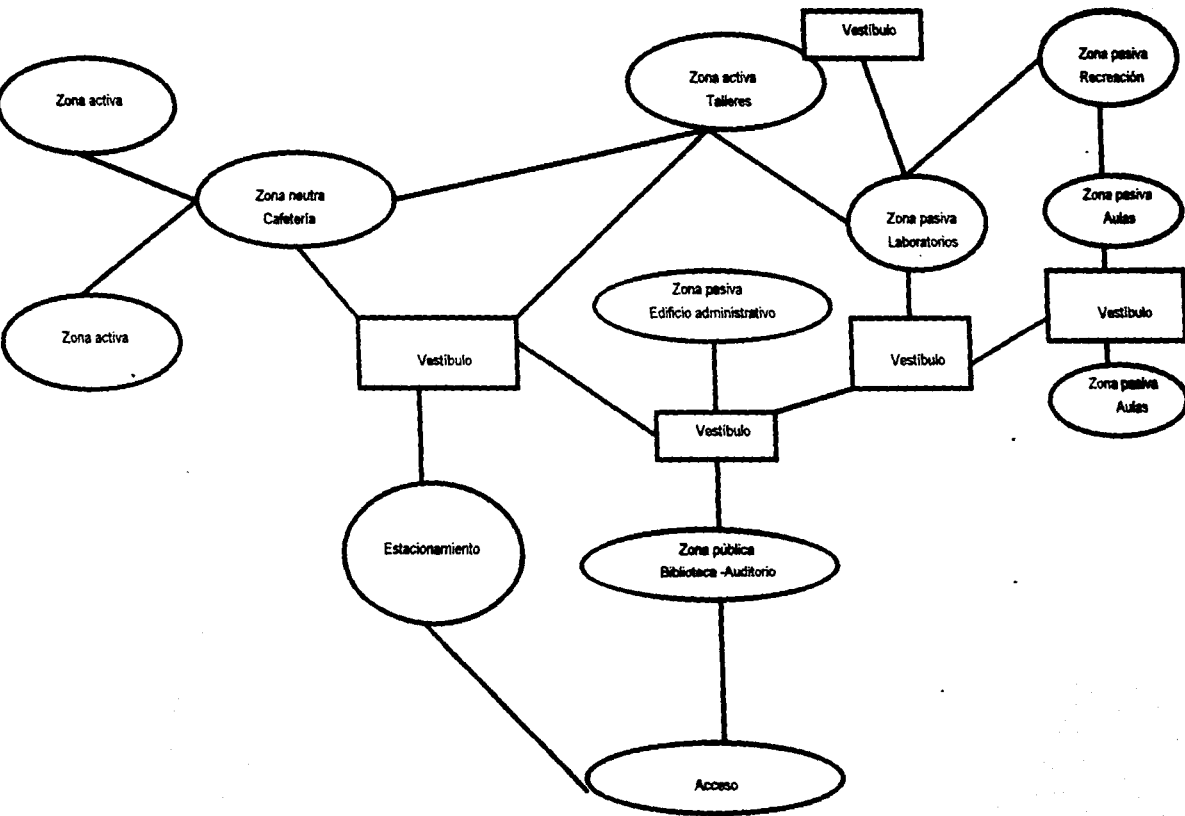 Vestíbulo
Zona pasiva
Recreación
Zona activa
Talleres
Zona activa
Zona neutra
Cafetería
Zona pasiva
Laboratorios
Zona pasiva
Aulas
Zona pasiva
Edificio administrativo
Zona activa
Vestíbulo
Vestíbulo
Vestíbulo
Zona pasiva
Aulas
Vestíbulo
Estacionamiento
Zona pública
Biblioteca -Auditorio
Acceso